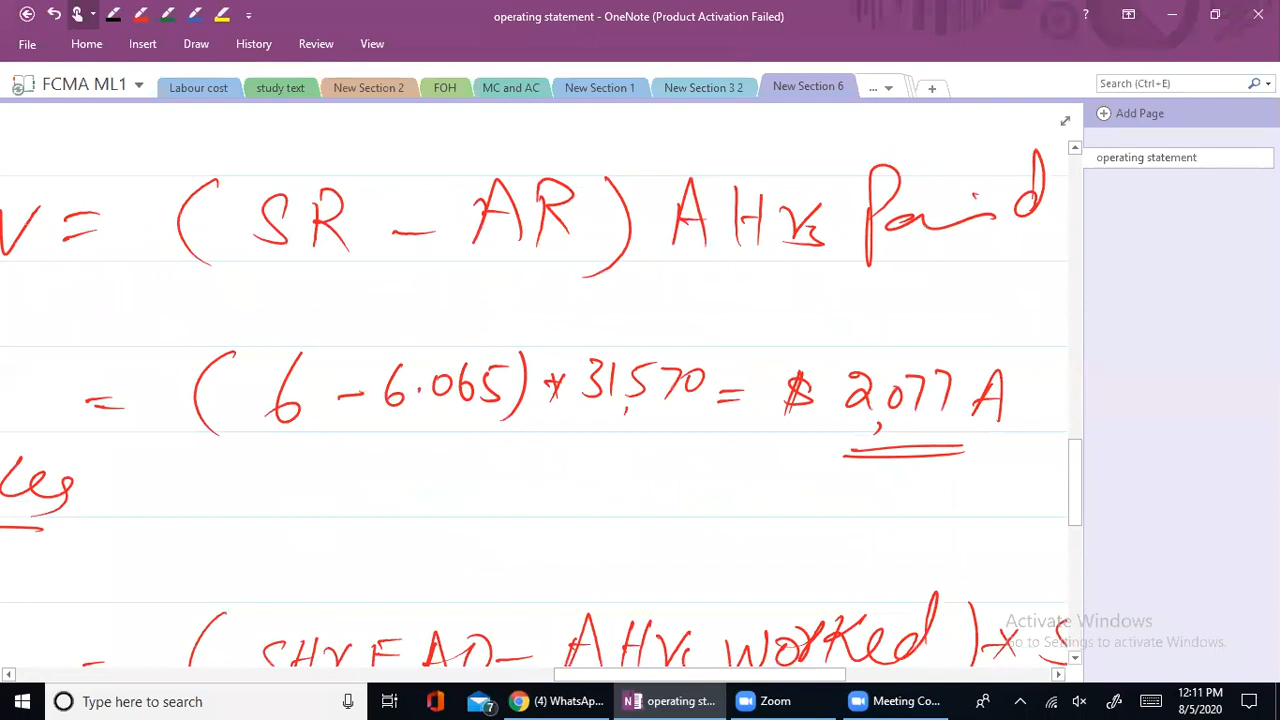 operating statement - OneNote (Product Activation Failed)
File Home Insert Draw History Review View
FCMA ML1 Labour cost study text New Section 2 FOH MC and AC New Section 1 New Section 3 2 New Section 6 ... Search (Ctrl+E)
Add Page
operating statement
V = (SR - AR) AHrs Paid
= (6 - 6.065) * 31,570 = $ 2,077 A
= (SHrFAP - AHrs worked) * S
Activate Windows
Go to Settings to activate Windows.
Type here to search 7 (4) WhatsApp... operating sta... Zoom Meeting Co... 12:11 PM
8/5/2020